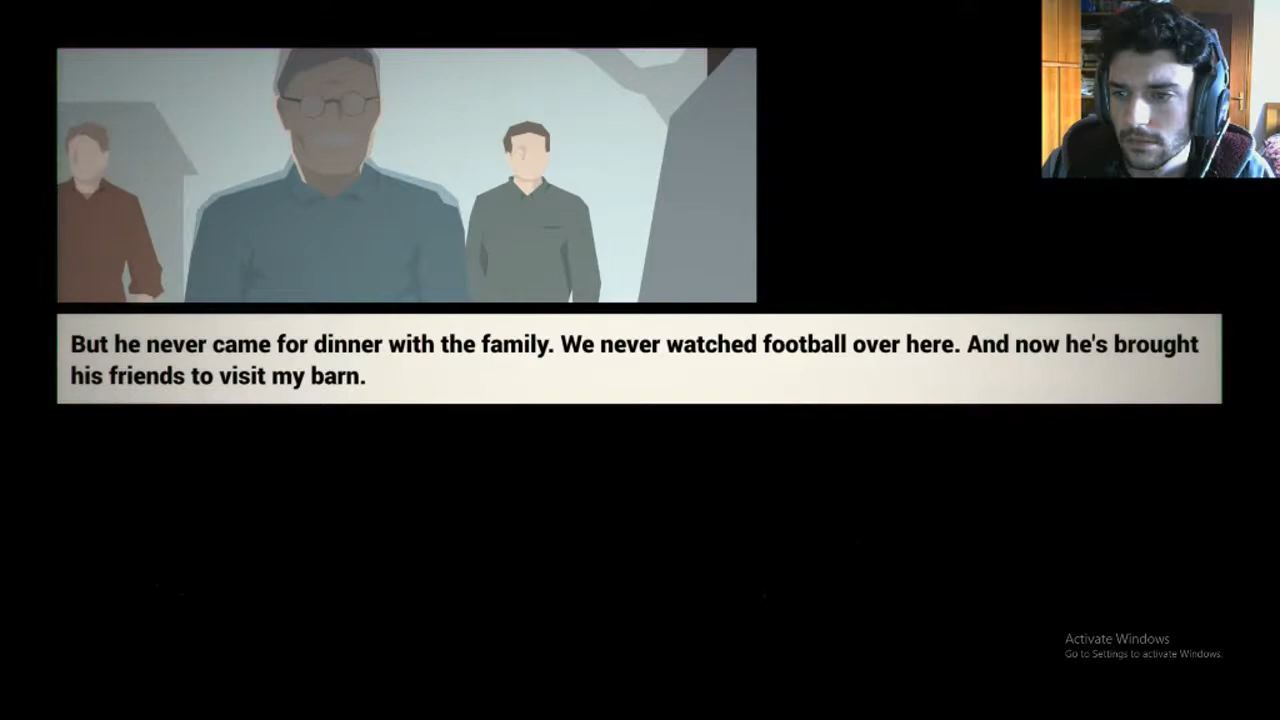 But he never came for dinner with the family. We never watched football over here. And now he's brought
his friends to visit my barn.
Activate Windows
Go to Settings to activate Windows.